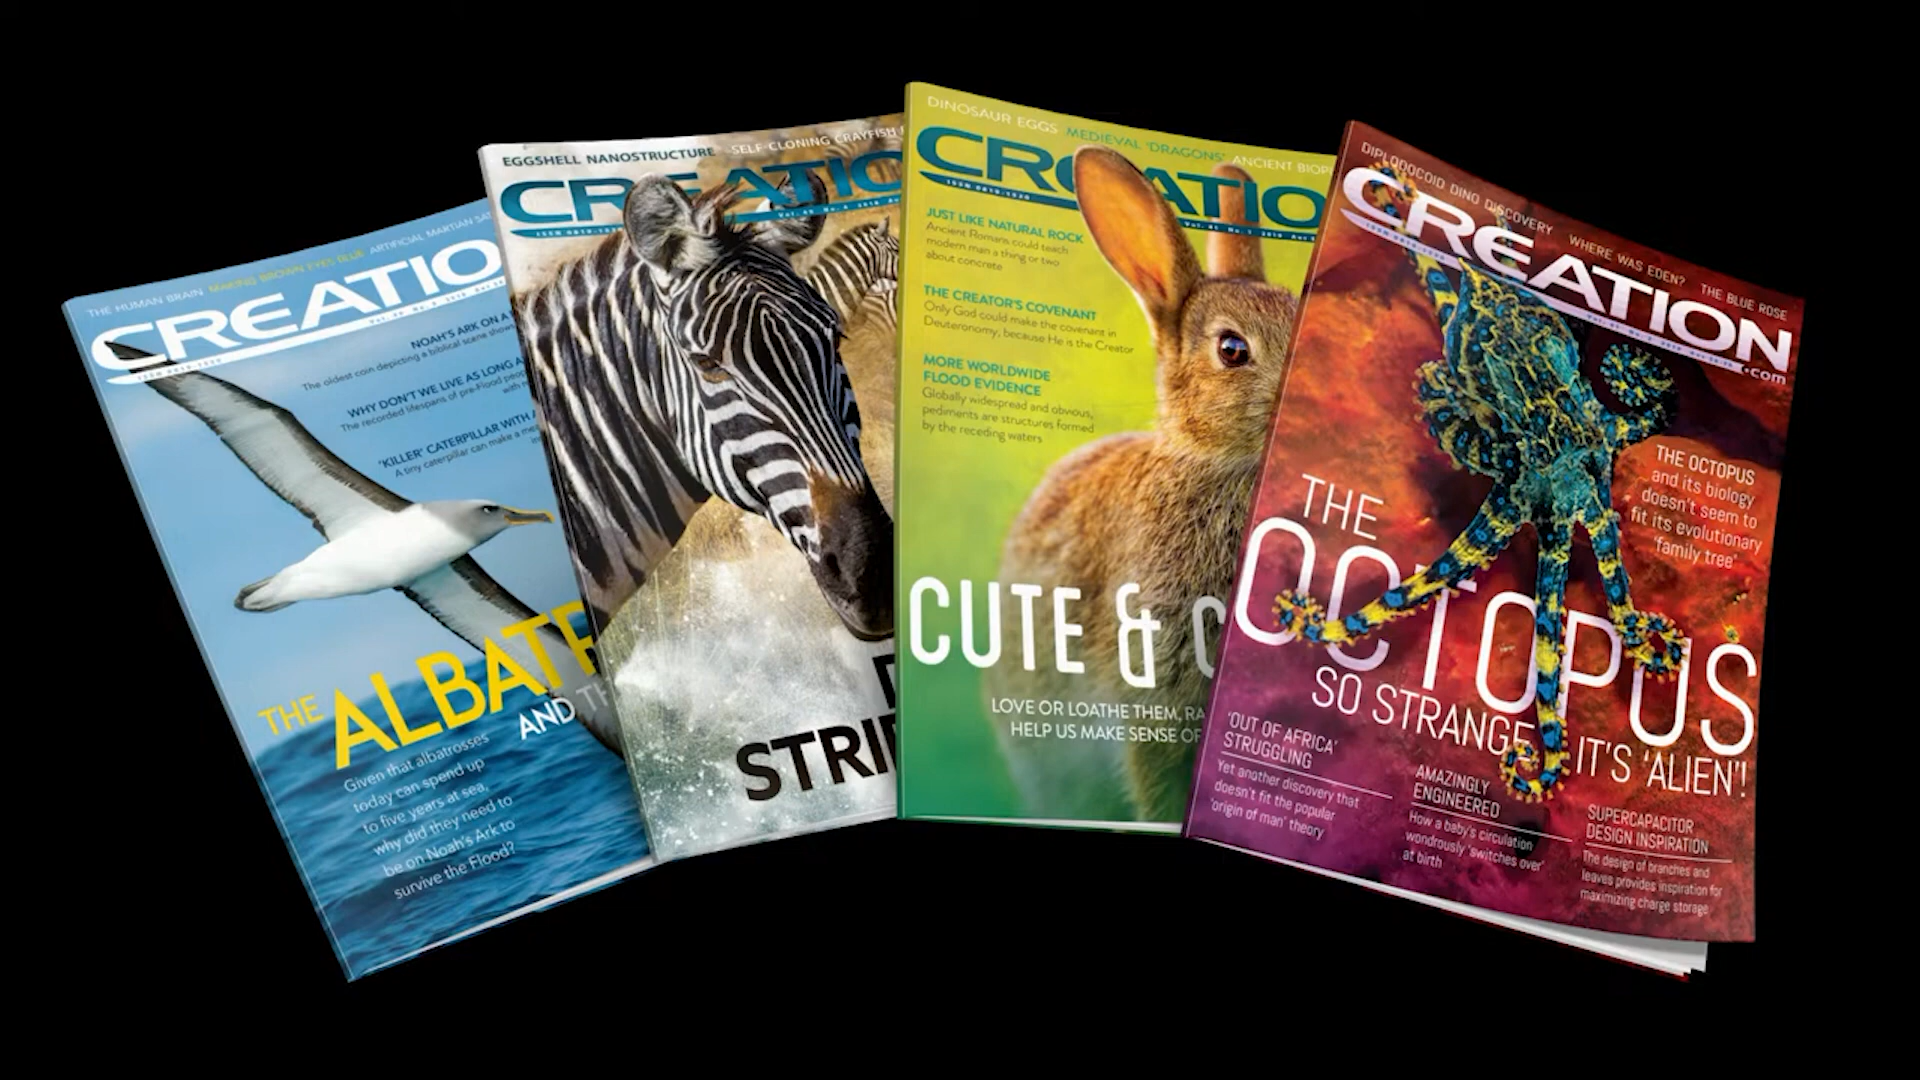 THE HUMAN BRAIN MAKING BROWN EYES BLUE ARTIFICIAL MARTIAN
CREATIO
NOAH'S ARK ON A
The oldest coin depicting a biblical scene
WHY DON'T WE LIVE AS LONG
The recorded lifespans of pre-Flood
'KILLER' CATERPILLAR WITH
A tiny caterpillar can make a
THE ALBATR
AND
Given that albatrosses
today can spend up
to five years at sea,
why did they need to
be on Noah's Ark to
survive the Flood?
EGGSHELL NANOSTRUCTURE SELF-CLONING CRAYFISH
CREATIO
STRI
DINOSAUR EGGS MEDIEVAL 'DRAGONS' ANCIENT
CREATIO
JUST LIKE NATURAL ROCK
Ancient Romans could teach
modern man a thing or two
about concrete
THE CREATOR'S COVENANT
Only God could make the covenant in
Deuteronomy, because He is the Creator
MORE WORLDWIDE
FLOOD EVIDENCE
Globally widespread and obvious,
pediments are structures formed
by the receding waters
CUTE &
LOVE OR LOATHE THEM,
HELP US MAKE SENSE OF
DIPLODOCOID DINO DISCOVERY WHERE WAS EDEN? THE BLUE ROSE
CREATION
.com
THE OCTOPUS
and its biology
doesn't seem to
fit its evolutionary
'family tree'
THE
OCTOPUS
SO STRANGE IT'S 'ALIEN'!
'OUT OF AFRICA'
STRUGGLING
Yet another discovery that
doesn't fit the popular
'origin of man' theory
AMAZINGLY
ENGINEERED
How a baby's circulation
wondrously 'switches over'
at birth
SUPERCAPACITOR
DESIGN INSPIRATION
The design of branches and
leaves provides inspiration for
maximizing charge storage